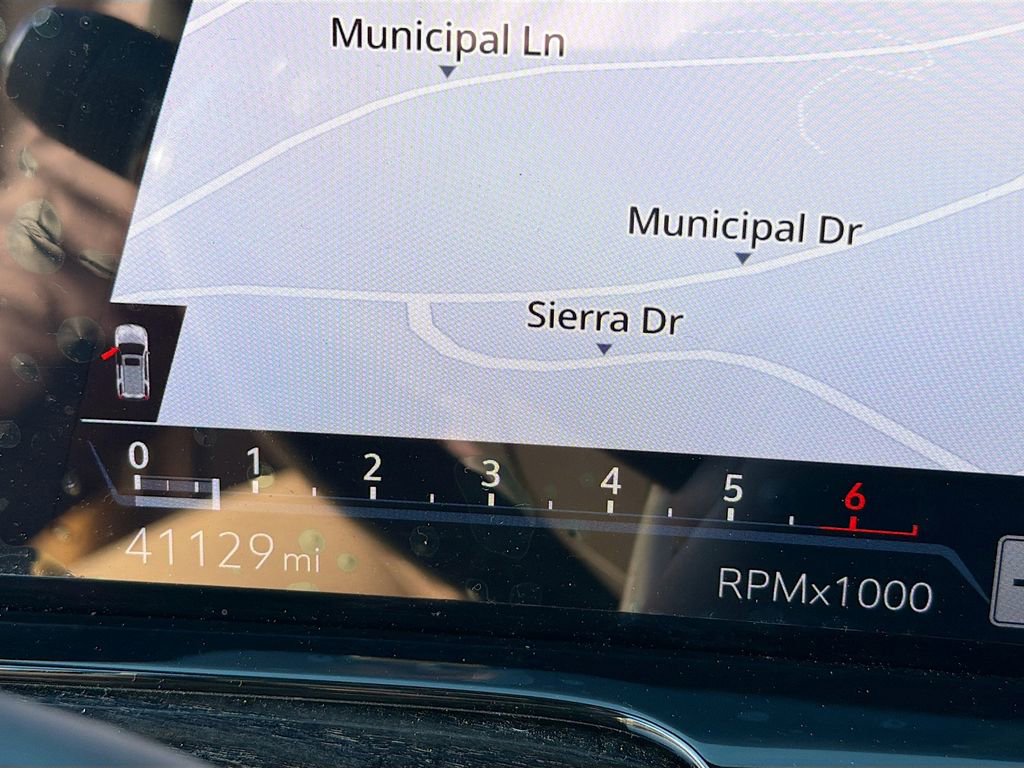 Municipal Ln
Municipal Dr
Sierra Dr
0 1 2 3 4 5 6
41129 mi
RPMx1000